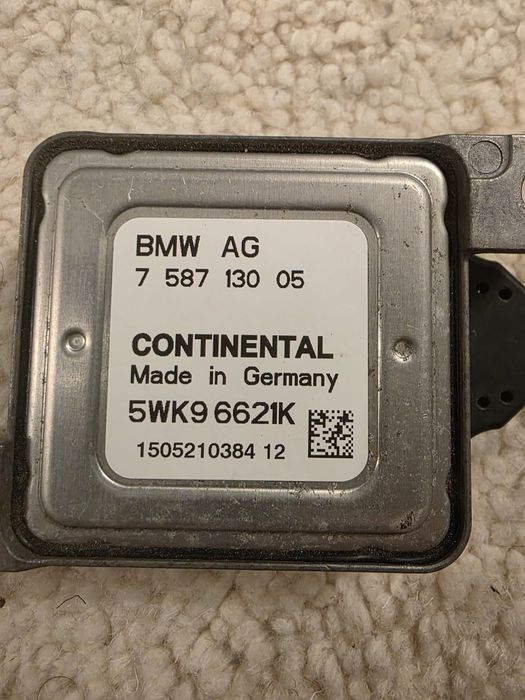 BMW AG
7 587 130 05
CONTINENTAL
Made in Germany
5WK9 6621K
1505210384 12